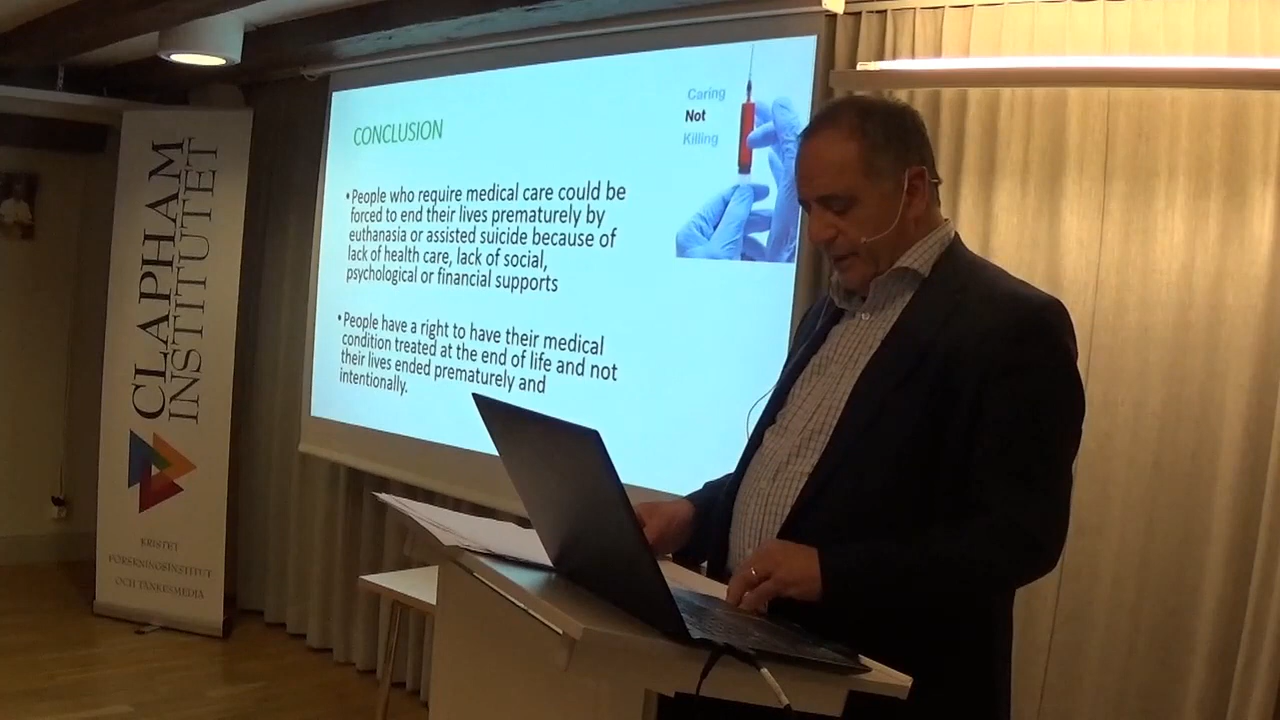 CLAPHAM
INSTITUTET
KRISTET
FORSKNINGSINSTITUT
OCH TANKESMEDJA
CONCLUSION
•People who require medical care could be
forced to end their lives prematurely by
euthanasia or assisted suicide because of
lack of health care, lack of social,
psychological or financial supports
•People have a right to have their medical
condition treated at the end of life and not
their lives ended prematurely and
intentionally.
Caring
Not
Killing